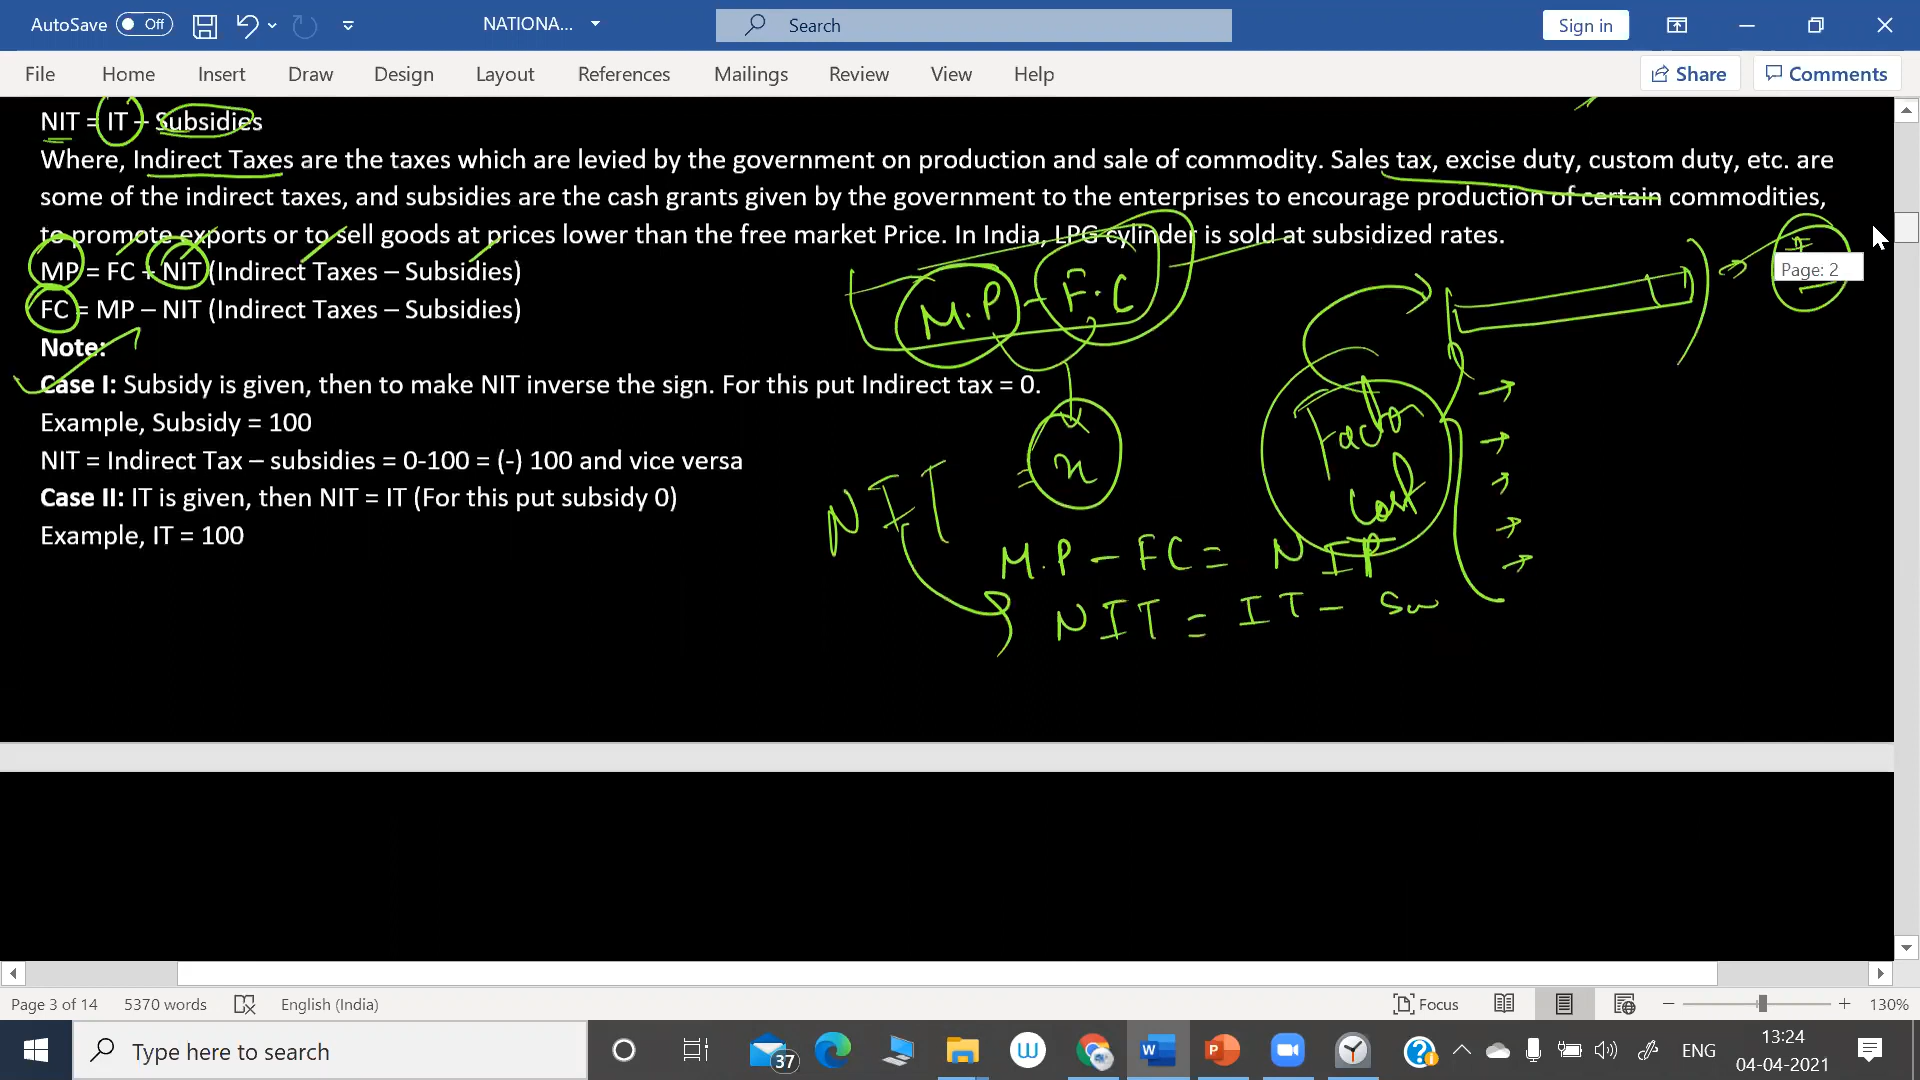 AutoSave Off NATIONA... Search Sign in
File Home Insert Draw Design Layout References Mailings Review View Help Share Comments
NIT = IT – Subsidies
Where, Indirect Taxes are the taxes which are levied by the government on production and sale of commodity. Sales tax, excise duty, custom duty, etc. are
some of the indirect taxes, and subsidies are the cash grants given by the government to the enterprises to encourage production of certain commodities,
to promote exports or to sell goods at prices lower than the free market Price. In India, LPG cylinder is sold at subsidized rates.
MP = FC + NIT (Indirect Taxes – Subsidies)
Page: 2
FC = MP – NIT (Indirect Taxes – Subsidies)
M.P – F.C
Note:
Case I: Subsidy is given, then to make NIT inverse the sign. For this put Indirect tax = 0.
Example, Subsidy = 100
Factor
Cost
NIT = Indirect Tax – subsidies = 0-100 = (-) 100 and vice versa
Case II: IT is given, then NIT = IT (For this put subsidy 0)
NIT = x
Example, IT = 100
M.P – FC = NIP
NIT = IT – Su
Page 3 of 14 5370 words English (India) Focus 130%
Type here to search 37 ENG 13:24
04-04-2021